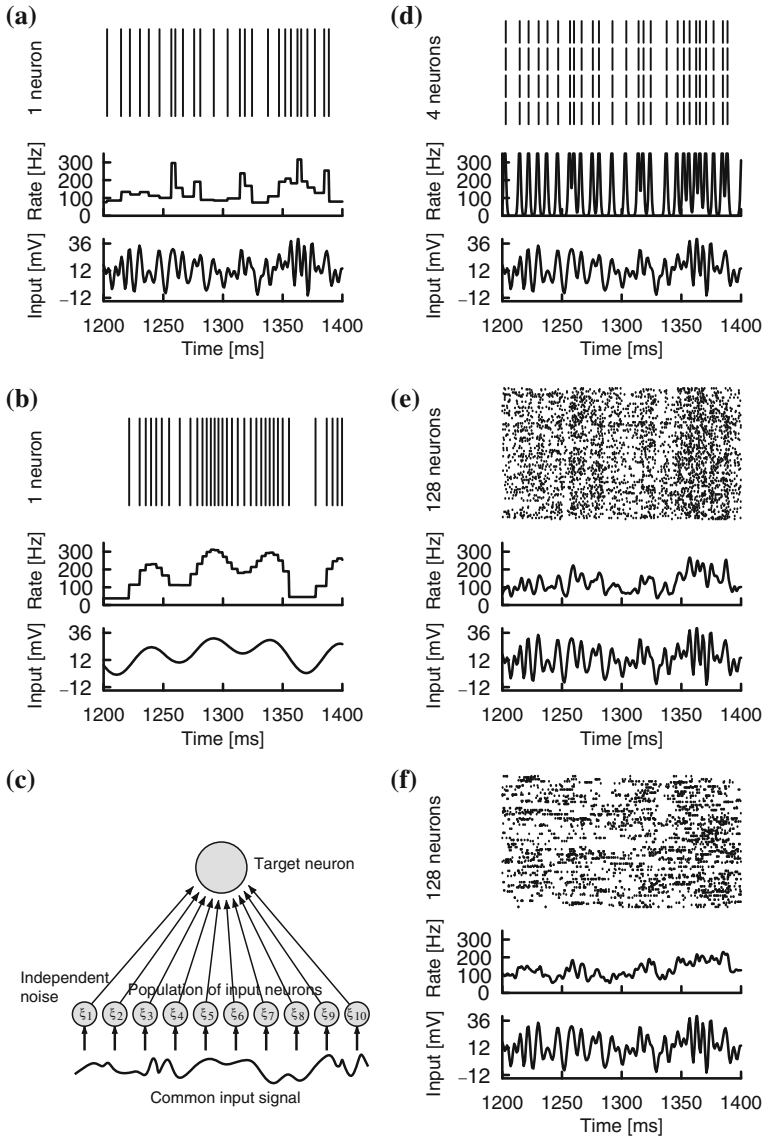 (a)
1 neuron
Rate [Hz]
300
200
100
0
Input [mV]
36
12
−12
1200 1250 1300 1350 1400
Time [ms]
(b)
1 neuron
Rate [Hz]
300
200
100
0
Input [mV]
36
12
−12
1200 1250 1300 1350 1400
Time [ms]
(c)
Target neuron
Independent
noise
Population of input neurons
ξ1 ξ2 ξ3 ξ4 ξ5 ξ6 ξ7 ξ8 ξ9 ξ10
Common input signal
(d)
4 neurons
Rate [Hz]
300
200
100
0
Input [mV]
36
12
−12
1200 1250 1300 1350 1400
Time [ms]
(e)
128 neurons
Rate [Hz]
300
200
100
0
Input [mV]
36
12
−12
1200 1250 1300 1350 1400
Time [ms]
(f)
128 neurons
Rate [Hz]
300
200
100
0
Input [mV]
36
12
−12
1200 1250 1300 1350 1400
Time [ms]